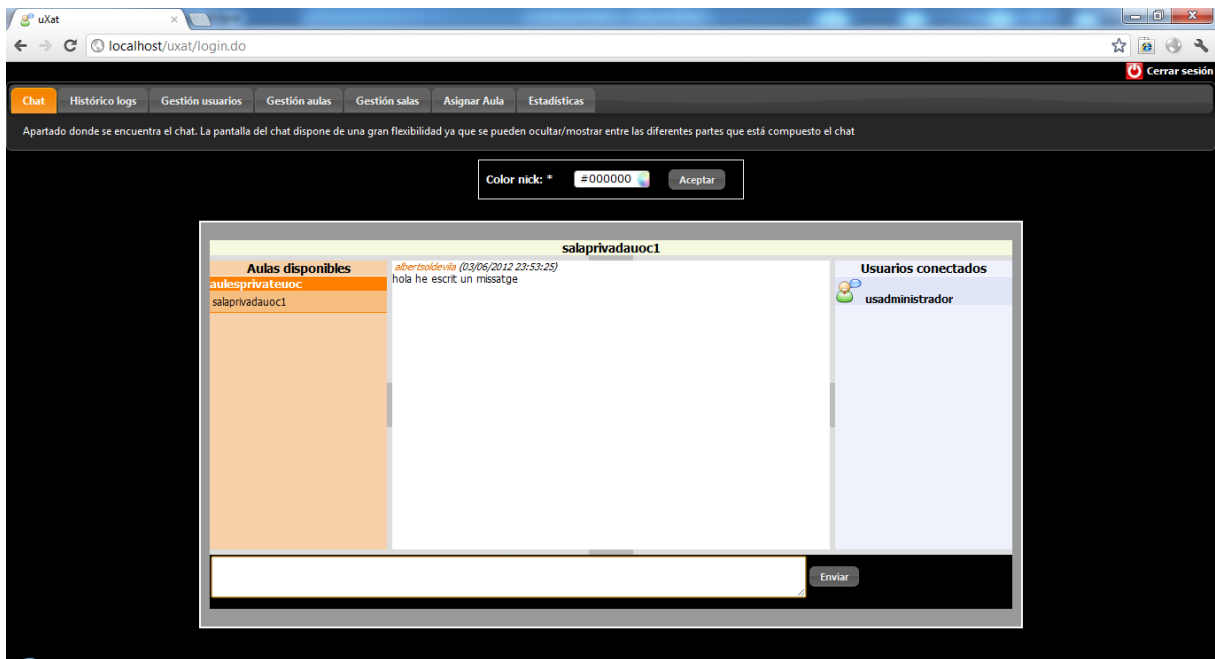 uXat
localhost/uxat/login.do
Cerrar sesión
Chat Histórico logs Gestión usuarios Gestión aulas Gestión salas Asignar Aula Estadísticas
Apartado donde se encuentra el chat. La pantalla del chat dispone de una gran flexibilidad ya que se pueden ocultar/mostrar entre las diferentes partes que está compuesto el chat
Color nick: * #000000 Aceptar
salaprivadauoc1
Aulas disponibles
aulesprivateuoc
salaprivadauoc1
albertsoldevila (03/06/2012 23:53:25)
hola he escrit un missatge
Usuarios conectados
usadministrador
Enviar